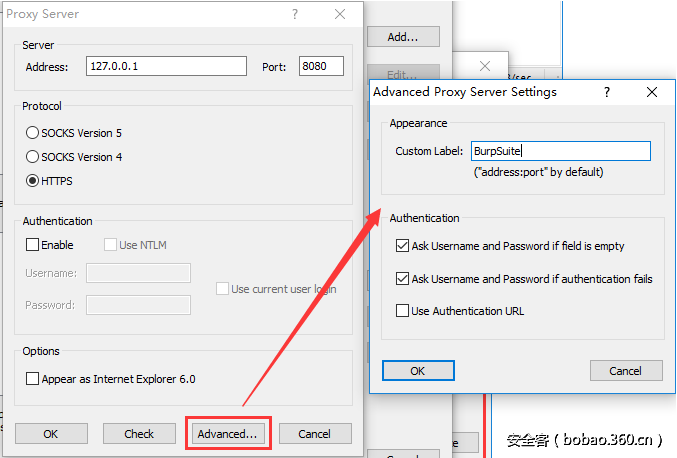 Proxy Server
?
Server
Address:
127.0.0.1
Port:
8080
Protocol
SOCKS Version 5
SOCKS Version 4
HTTPS
Authentication
Enable
Use NTLM
Username:
Password:
Use current user login
Options
Appear as Internet Explorer 6.0
OK
Check
Advanced...
Cancel
Add...
Edit...
Advanced Proxy Server Settings
?
Appearance
Custom Label:
BurpSuite
("address:port" by default)
Authentication
Ask Username and Password if field is empty
Ask Username and Password if authentication fails
Use Authentication URL
OK
Cancel
安全客（bobao.360.cn）